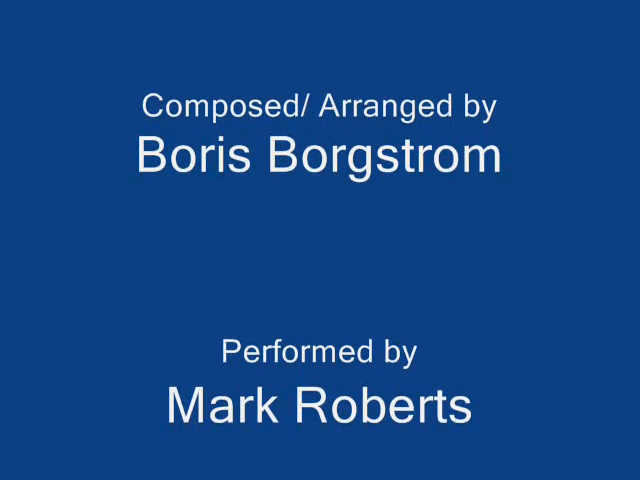 Composed/ Arranged by
Boris Borgstrom
Performed by
Mark Roberts